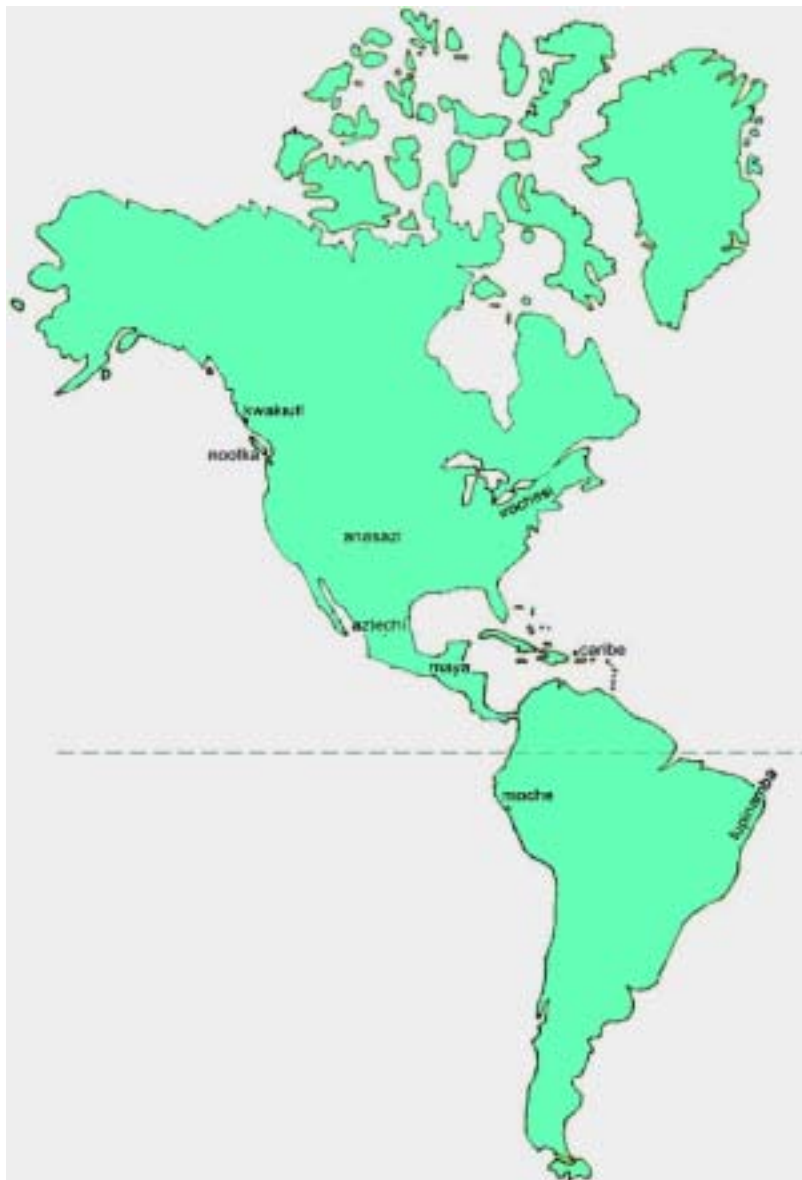 kwakiutl
nootka
irochesi
anasazi
aztechi
caribe
maya
moche
tupinamba